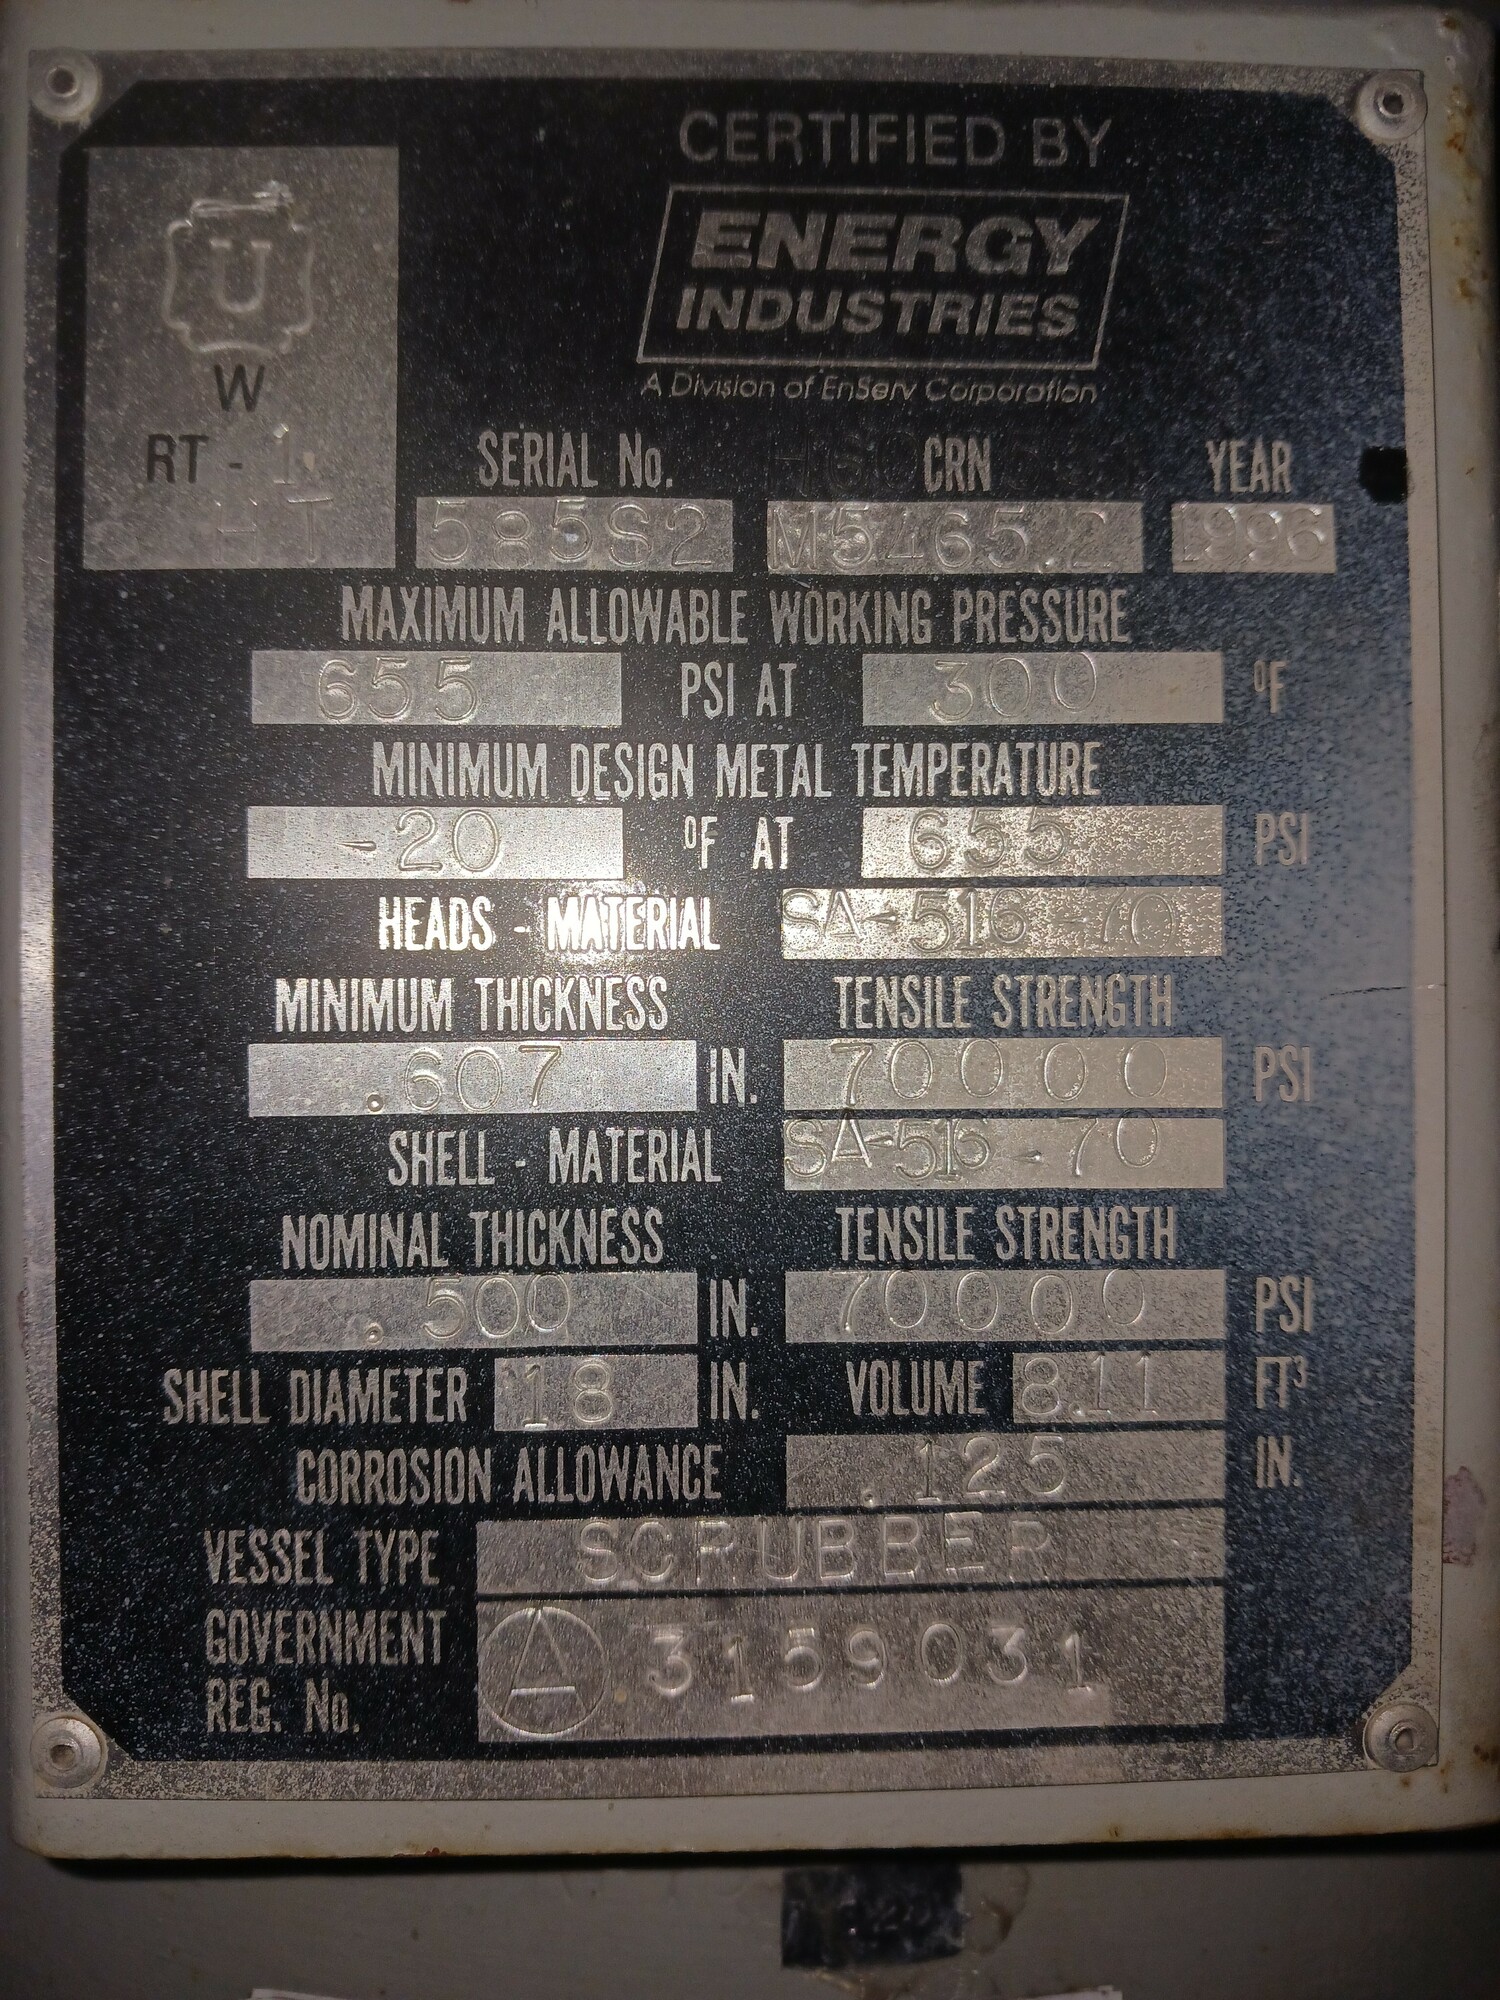 CERTIFIED BY
ENERGY
INDUSTRIES
A Division of EnServ Corporation
U
W
RT - 1
HT
SERIAL No. CRN YEAR
585S2 M5465.2 1996
MAXIMUM ALLOWABLE WORKING PRESSURE
655 PSI AT 300 °F
MINIMUM DESIGN METAL TEMPERATURE
-20 °F AT 655 PSI
HEADS - MATERIAL SA-516-70
MINIMUM THICKNESS TENSILE STRENGTH
.607 IN. 70000 PSI
SHELL - MATERIAL SA-516-70
NOMINAL THICKNESS TENSILE STRENGTH
.500 IN. 70000 PSI
SHELL DIAMETER 18 IN. VOLUME 8.11 FT³
CORROSION ALLOWANCE .125 IN.
VESSEL TYPE SCRUBBER
GOVERNMENT
REG. No. A 3159031